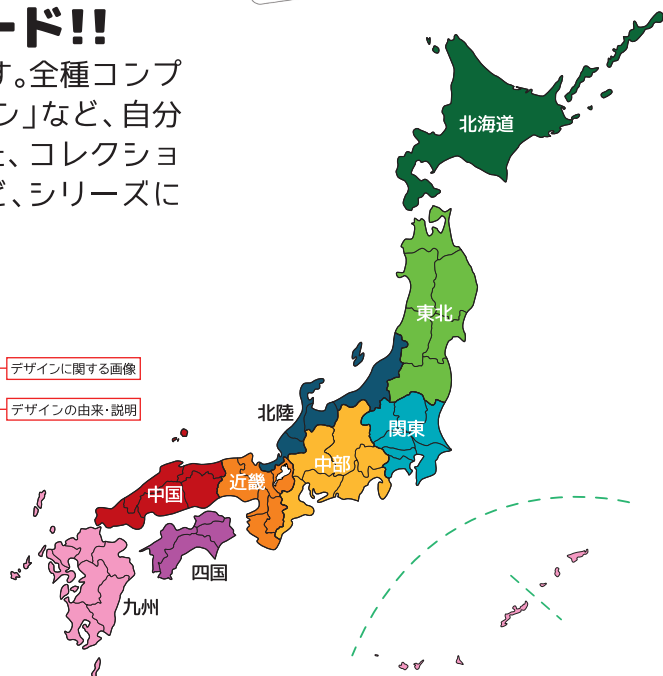 ード!!
す。全種コンプ
ン」など、自分
、コレクショ
ど、シリーズに
北海道
東北
デザインに関する画像
デザインの由来・説明
北陸
関東
中部
近畿
中国
四国
九州